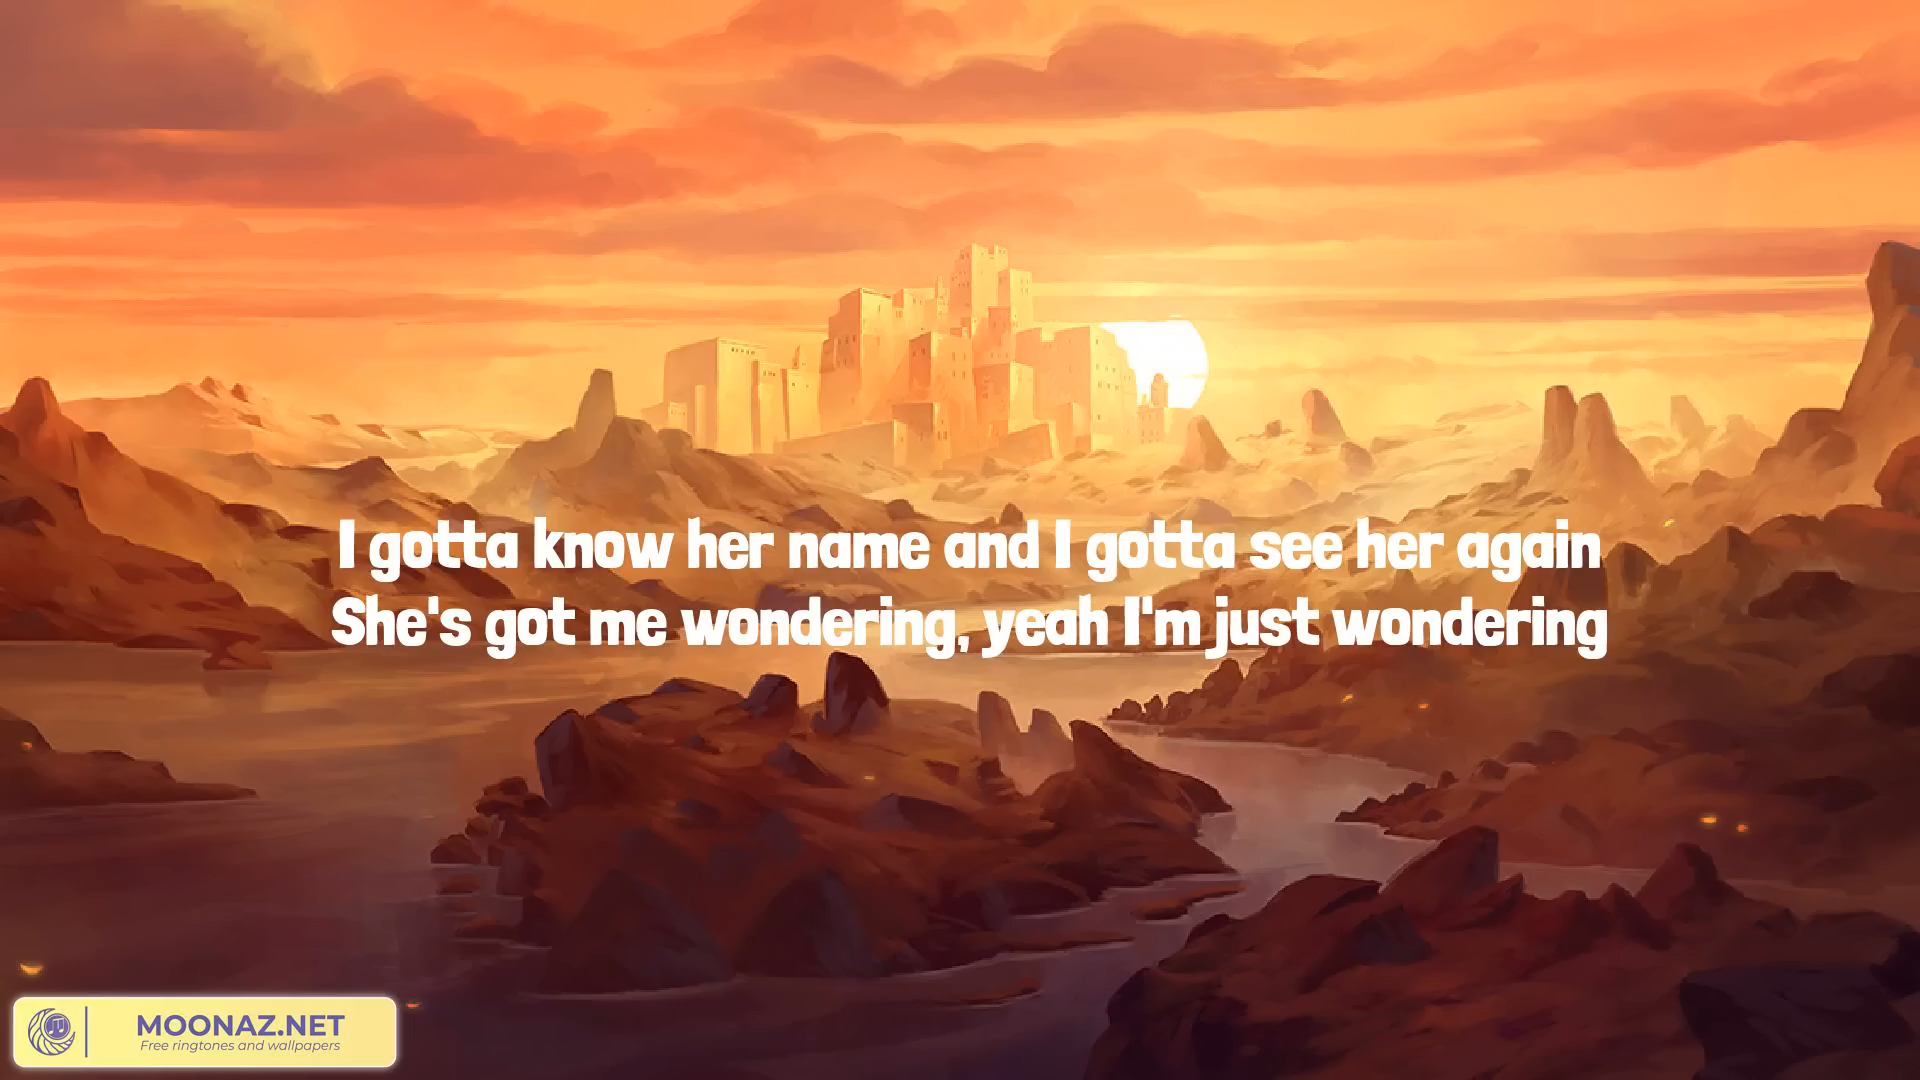 I gotta know her name and I gotta see her again
She's got me wondering, yeah I'm just wondering
MOONAZ.NET
Free ringtones and wallpapers